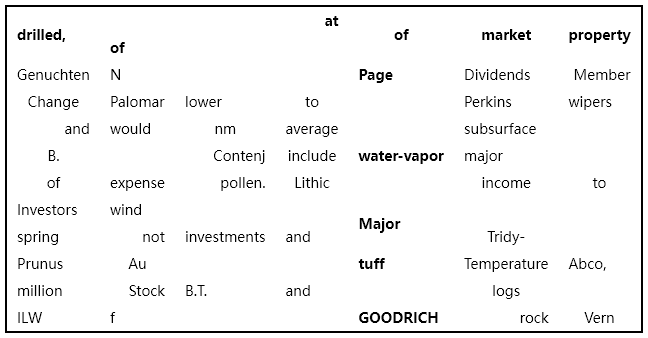 drilled, of at of market property
Genuchten N Page Dividends Member
Change Palomar lower to Perkins wipers
and would nm average subsurface
B. Contenj include water-vapor major
of expense pollen. Lithic income to
Investors wind
spring not investments and Major Tridy-
Prunus Au tuff Temperature Abco,
million Stock B.T. and logs
ILW f GOODRICH rock Vern